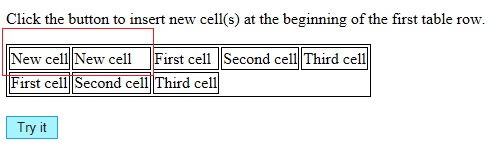 Click the button to insert new cell(s) at the beginning of the first table row.
New cell New cell First cell Second cell Third cell
First cell Second cell Third cell
Try it